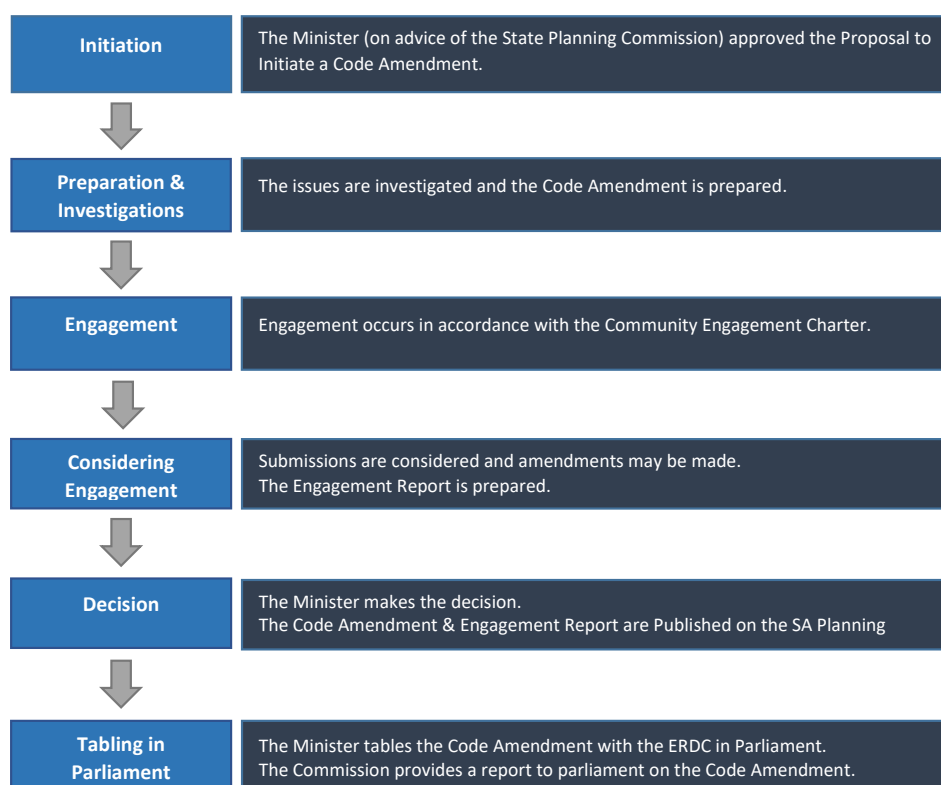 Initiation
The Minister (on advice of the State Planning Commission) approved the Proposal to
Initiate a Code Amendment.
Preparation &
Investigations
The issues are investigated and the Code Amendment is prepared.
Engagement
Engagement occurs in accordance with the Community Engagement Charter.
Considering
Engagement
Submissions are considered and amendments may be made.
The Engagement Report is prepared.
Decision
The Minister makes the decision.
The Code Amendment & Engagement Report are Published on the SA Planning
Tabling in
Parliament
The Minister tables the Code Amendment with the ERDC in Parliament.
The Commission provides a report to parliament on the Code Amendment.